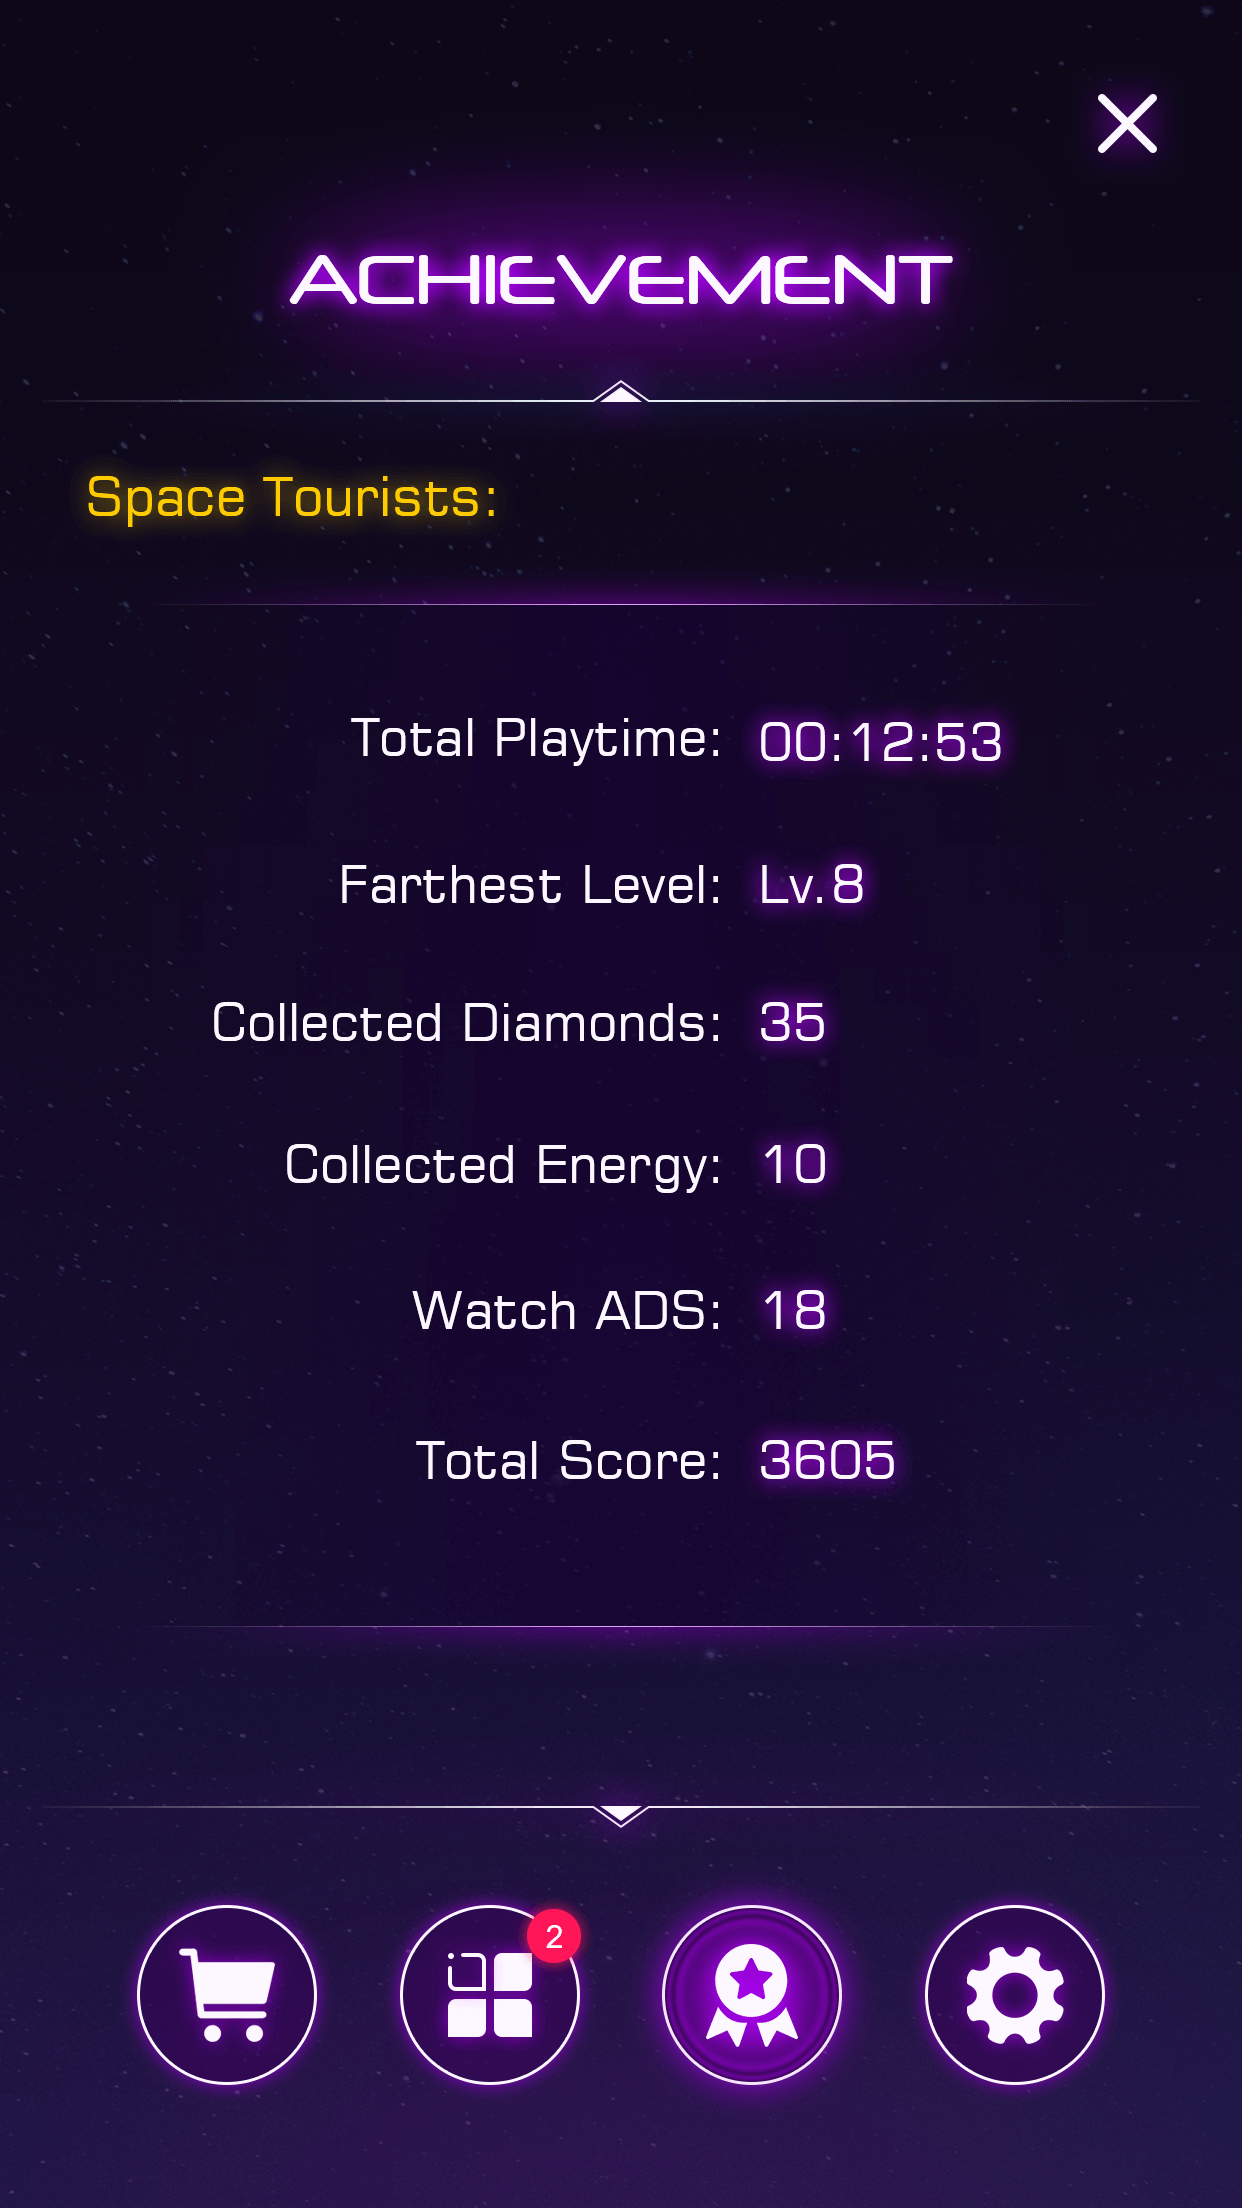 ACHIEVEMENT
Space Tourists:
Total Playtime: 00:12:53
Farthest Level: Lv.8
Collected Diamonds: 35
Collected Energy: 10
Watch ADS: 18
Total Score: 3605
2